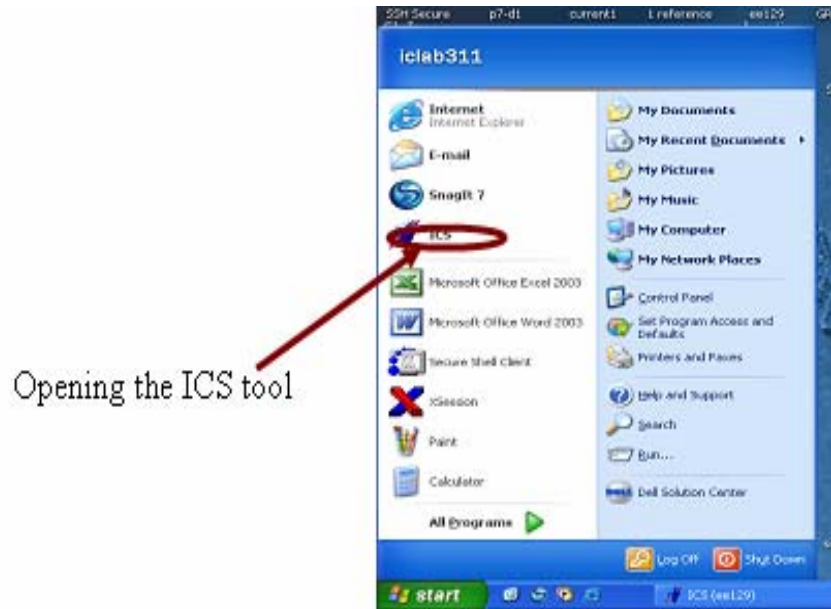 SSH Secure p7-d1 current1 1 reference ee129
iclab311
Internet
Internet Explorer
E-mail
SnagIt 7
ICS
Microsoft Office Excel 2003
Microsoft Office Word 2003
Secure Shell Client
XSession
Paint
Calculator
All Programs
My Documents
My Recent Documents
My Pictures
My Music
My Computer
My Network Places
Control Panel
Set Program Access and
Defaults
Printers and Faxes
Help and Support
Search
Run...
Dell Solution Center
Log Off Shut Down
start ICS (ee129)
Opening the ICS tool